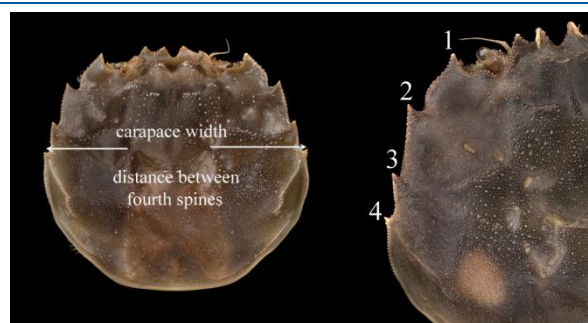 carapace width
distance between
fourth spines
1
2
3
4